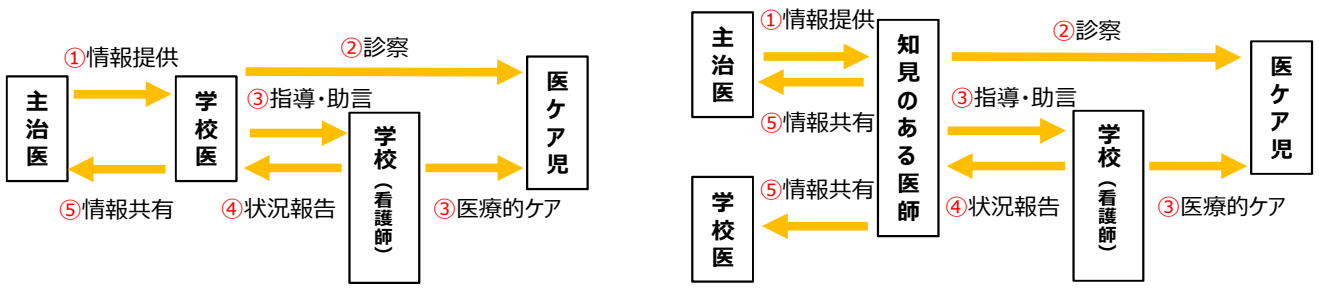 ①情報提供
②診察
主治医
学校医
医ケア児
③指導・助言
学校（看護師）
⑤情報共有
④状況報告
③医療的ケア
①情報提供
②診察
主治医
知見のある医師
医ケア児
③指導・助言
⑤情報共有
学校（看護師）
⑤情報共有
④状況報告
③医療的ケア
学校医